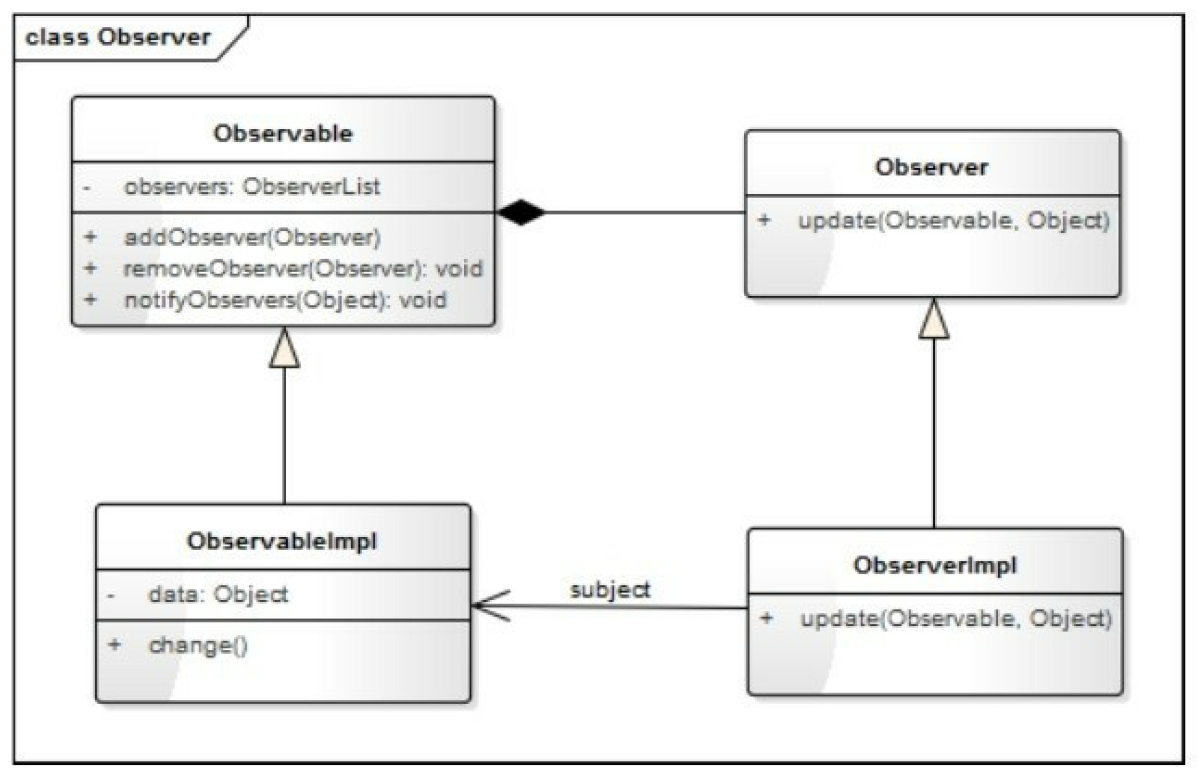 class Observer
Observable
- observers: ObserverList
+ addObserver(Observer)
+ removeObserver(Observer): void
+ notifyObservers(Object): void
Observer
+ update(Observable, Object)
ObservableImpl
- data: Object
+ change()
subject
ObserverImpl
+ update(Observable, Object)